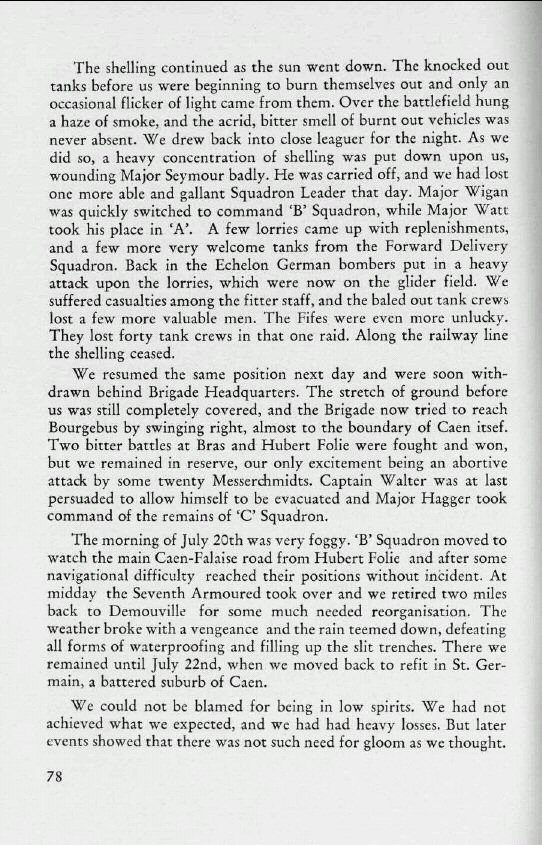 The shelling continued as the sun went down. The knocked out
tanks before us were beginning to burn themselves out and only an
occasional flicker of light came from them. Over the battlefield hung
a haze of smoke, and the acrid, bitter smell of burnt out vehicles was
never absent. We drew back into close leaguer for the night. As we
did so, a heavy concentration of shelling was put down upon us,
wounding Major Seymour badly. He was carried off, and we had lost
one more able and gallant Squadron Leader that day. Major Wigan
was quickly switched to command ‘B’ Squadron, while Major Watt
took his place in ‘A’. A few lorries came up with replenishments,
and a few more very welcome tanks from the Forward Delivery
Squadron. Back in the Echelon German bombers put in a heavy
attack upon the lorries, which were now on the glider field. We
suffered casualties among the fitter staff, and the baled out tank crews
lost a few more valuable men. The Fifes were even more unlucky.
They lost forty tank crews in that one raid. Along the railway line
the shelling ceased.
We resumed the same position next day and were soon with-
drawn behind Brigade Headquarters. The stretch of ground before
us was still completely covered, and the Brigade now tried to reach
Bourgebus by swinging right, almost to the boundary of Caen itsef.
Two bitter battles at Bras and Hubert Folie were fought and won,
but we remained in reserve, our only excitement being an abortive
attack by some twenty Messerchmidts. Captain Walter was at last
persuaded to allow himself to be evacuated and Major Hagger took
command of the remains of ‘C’ Squadron.
The morning of July 20th was very foggy. ‘B’ Squadron moved to
watch the main Caen-Falaise road from Hubert Folie and after some
navigational difficulty reached their positions without incident. At
midday the Seventh Armoured took over and we retired two miles
back to Demouville for some much needed reorganisation. The
weather broke with a vengeance and the rain teemed down, defeating
all forms of waterproofing and filling up the slit trenches. There we
remained until July 22nd, when we moved back to refit in St. Ger-
main, a battered suburb of Caen.
We could not be blamed for being in low spirits. We had not
achieved what we expected, and we had had heavy losses. But later
events showed that there was not such need for gloom as we thought.
78